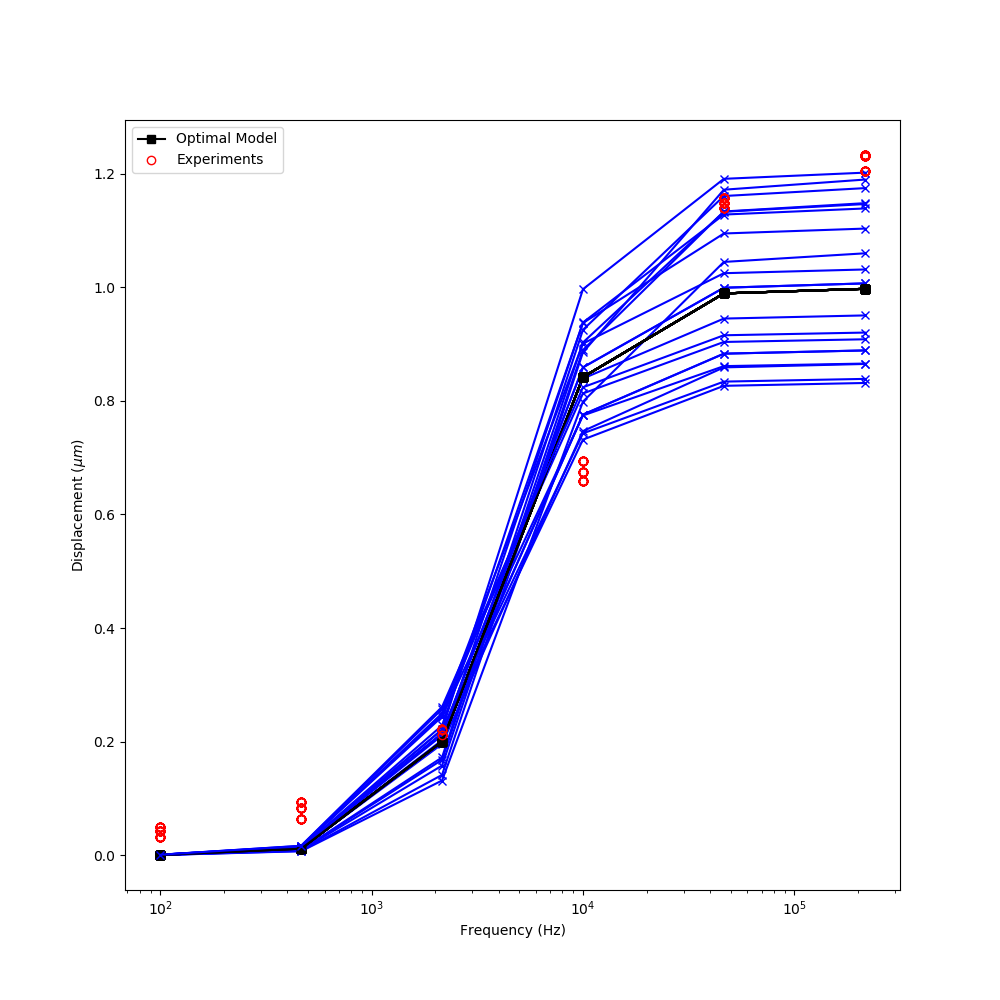 Optimal Model
Experiments
1.2
1.0
0.8
0.6
0.4
0.2
0.0
Displacement (μm)
10²
10³
10⁴
10⁵
Frequency (Hz)